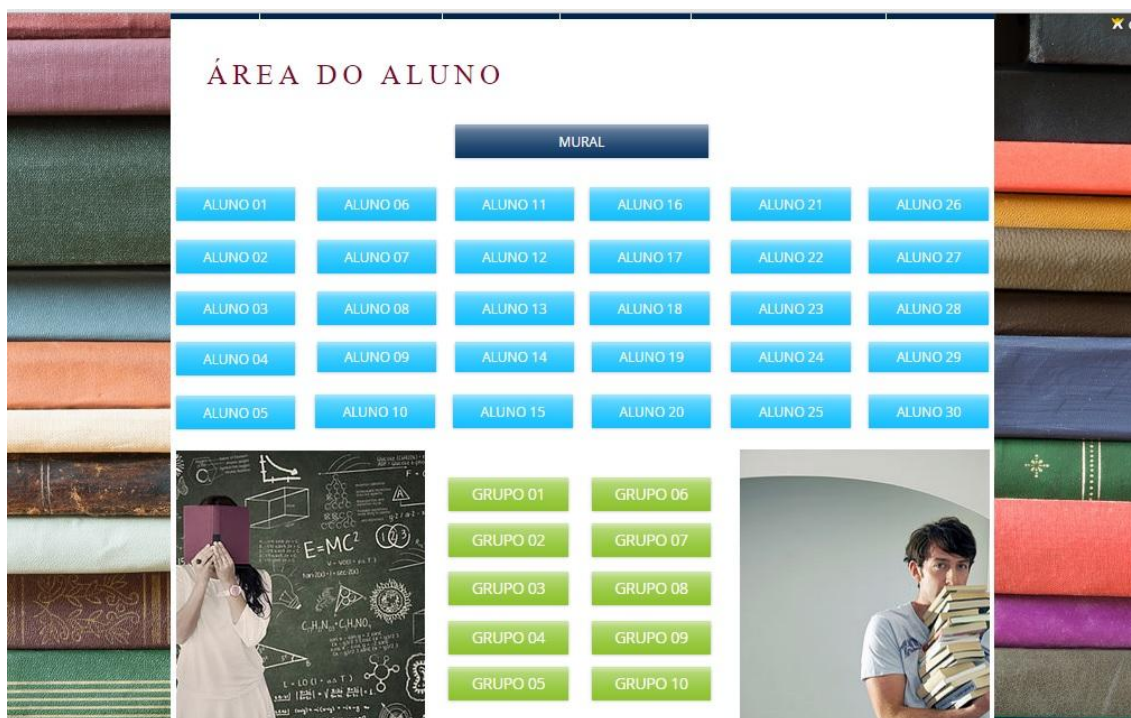 ÁREA DO ALUNO
MURAL
ALUNO 01 ALUNO 06 ALUNO 11 ALUNO 16 ALUNO 21 ALUNO 26
ALUNO 02 ALUNO 07 ALUNO 12 ALUNO 17 ALUNO 22 ALUNO 27
ALUNO 03 ALUNO 08 ALUNO 13 ALUNO 18 ALUNO 23 ALUNO 28
ALUNO 04 ALUNO 09 ALUNO 14 ALUNO 19 ALUNO 24 ALUNO 29
ALUNO 05 ALUNO 10 ALUNO 15 ALUNO 20 ALUNO 25 ALUNO 30
GRUPO 01 GRUPO 06
GRUPO 02 GRUPO 07
GRUPO 03 GRUPO 08
GRUPO 04 GRUPO 09
GRUPO 05 GRUPO 10
E=MC²